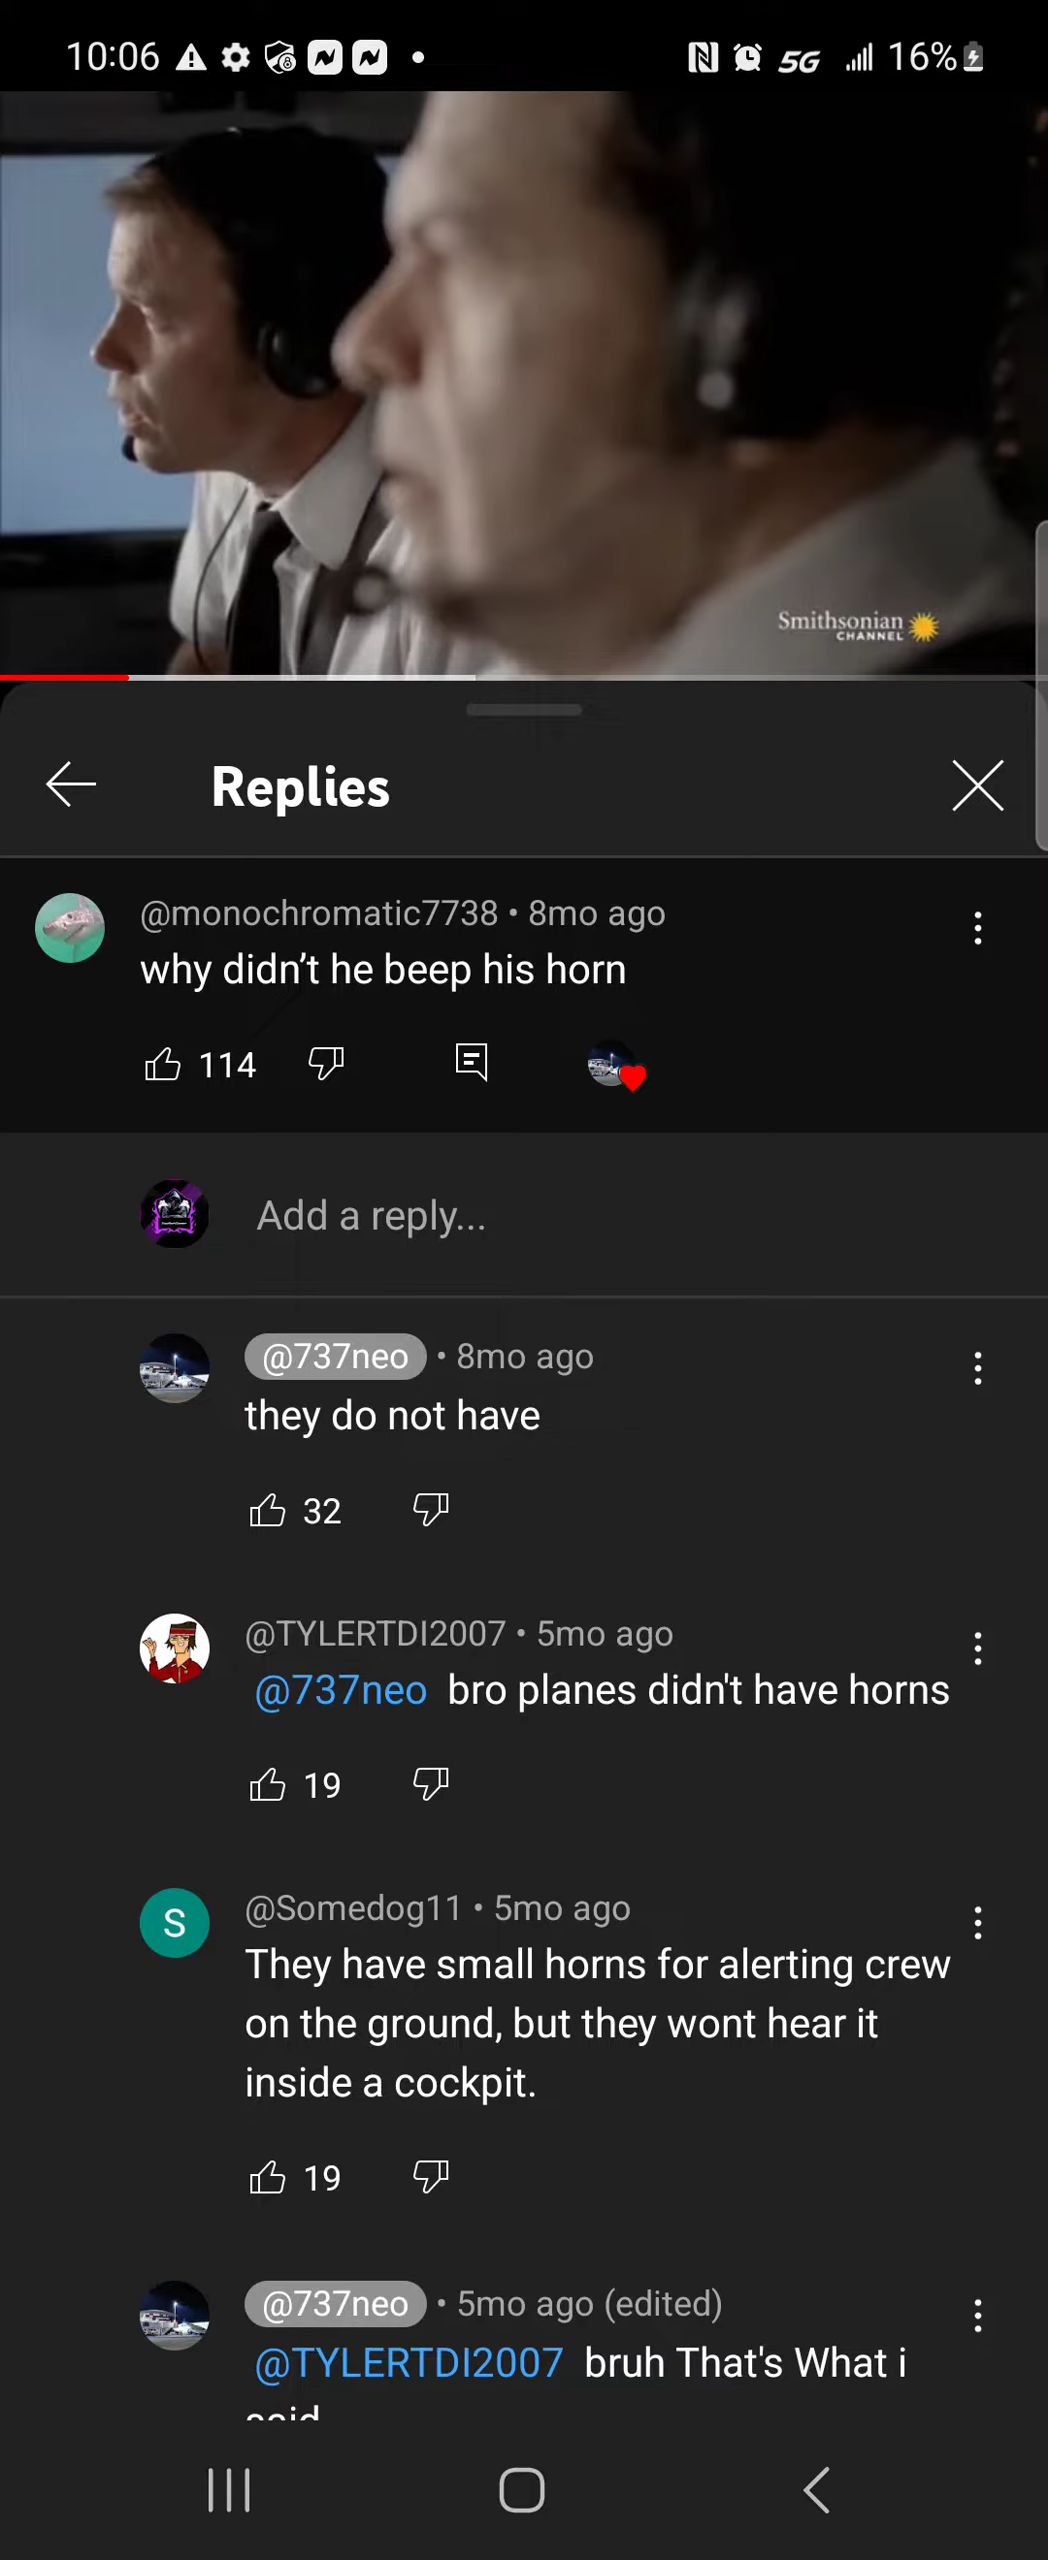 10:06 5G 16%
Smithsonian
CHANNEL
Replies
@monochromatic7738 • 8mo ago
why didn't he beep his horn
114
Add a reply...
@737neo • 8mo ago
they do not have
32
@TYLERTDI2007 • 5mo ago
@737neo bro planes didn't have horns
19
S
@Somedog11 • 5mo ago
They have small horns for alerting crew
on the ground, but they wont hear it
inside a cockpit.
19
@737neo • 5mo ago (edited)
@TYLERTDI2007 bruh That's What i
said